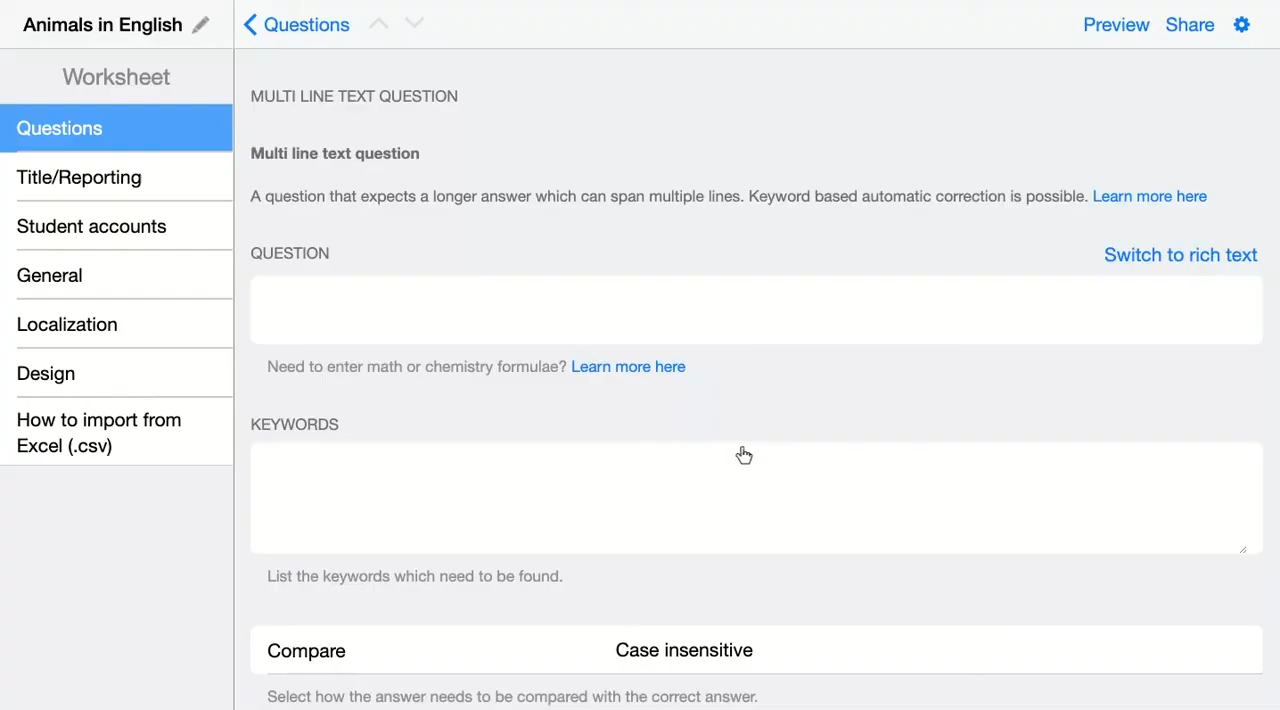 Animals in English
Questions
Preview Share
Worksheet
Questions
Title/Reporting
Student accounts
General
Localization
Design
How to import from
Excel (.csv)
MULTI LINE TEXT QUESTION
Multi line text question
A question that expects a longer answer which can span multiple lines. Keyword based automatic correction is possible. Learn more here
QUESTION
Switch to rich text
Need to enter math or chemistry formulae? Learn more here
KEYWORDS
List the keywords which need to be found.
Compare Case insensitive
Select how the answer needs to be compared with the correct answer.